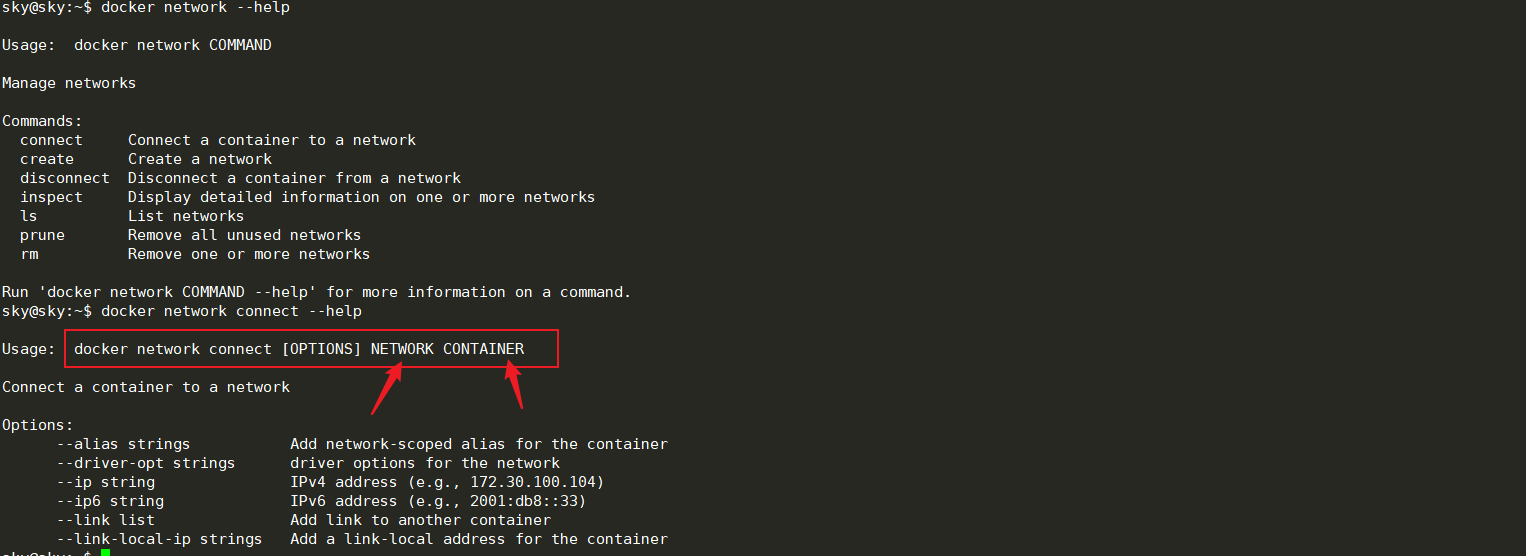 sky@sky:~$ docker network --help
Usage:  docker network COMMAND
Manage networks
Commands:
  connect     Connect a container to a network
  create      Create a network
  disconnect  Disconnect a container from a network
  inspect     Display detailed information on one or more networks
  ls          List networks
  prune       Remove all unused networks
  rm          Remove one or more networks
Run 'docker network COMMAND --help' for more information on a command.
sky@sky:~$ docker network connect --help
Usage:  docker network connect [OPTIONS] NETWORK CONTAINER
Connect a container to a network
Options:
      --alias strings           Add network-scoped alias for the container
      --driver-opt strings      driver options for the network
      --ip string               IPv4 address (e.g., 172.30.100.104)
      --ip6 string              IPv6 address (e.g., 2001:db8::33)
      --link list               Add link to another container
      --link-local-ip strings   Add a link-local address for the container
sky@sky:~$